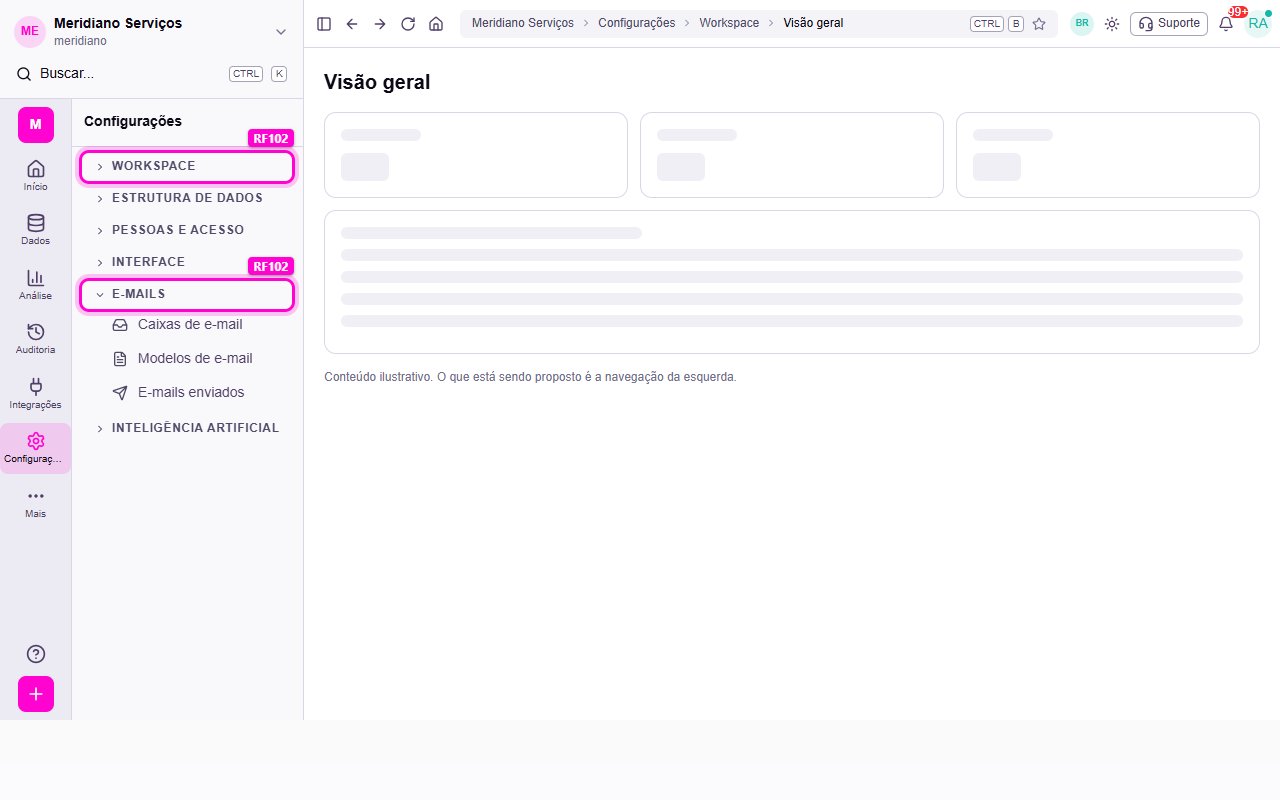 ME
Meridiano Serviços
meridiano
Buscar...
CTRL K
Meridiano Serviços > Configurações > Workspace > Visão geral
CTRL B
BR
Suporte
99+
RA
M
Início
Dados
Análise
Auditoria
Integrações
Configuraç...
Mais
Configurações
RF102
WORKSPACE
ESTRUTURA DE DADOS
PESSOAS E ACESSO
INTERFACE
RF102
E-MAILS
Caixas de e-mail
Modelos de e-mail
E-mails enviados
INTELIGÊNCIA ARTIFICIAL
Visão geral
Conteúdo ilustrativo. O que está sendo proposto é a navegação da esquerda.